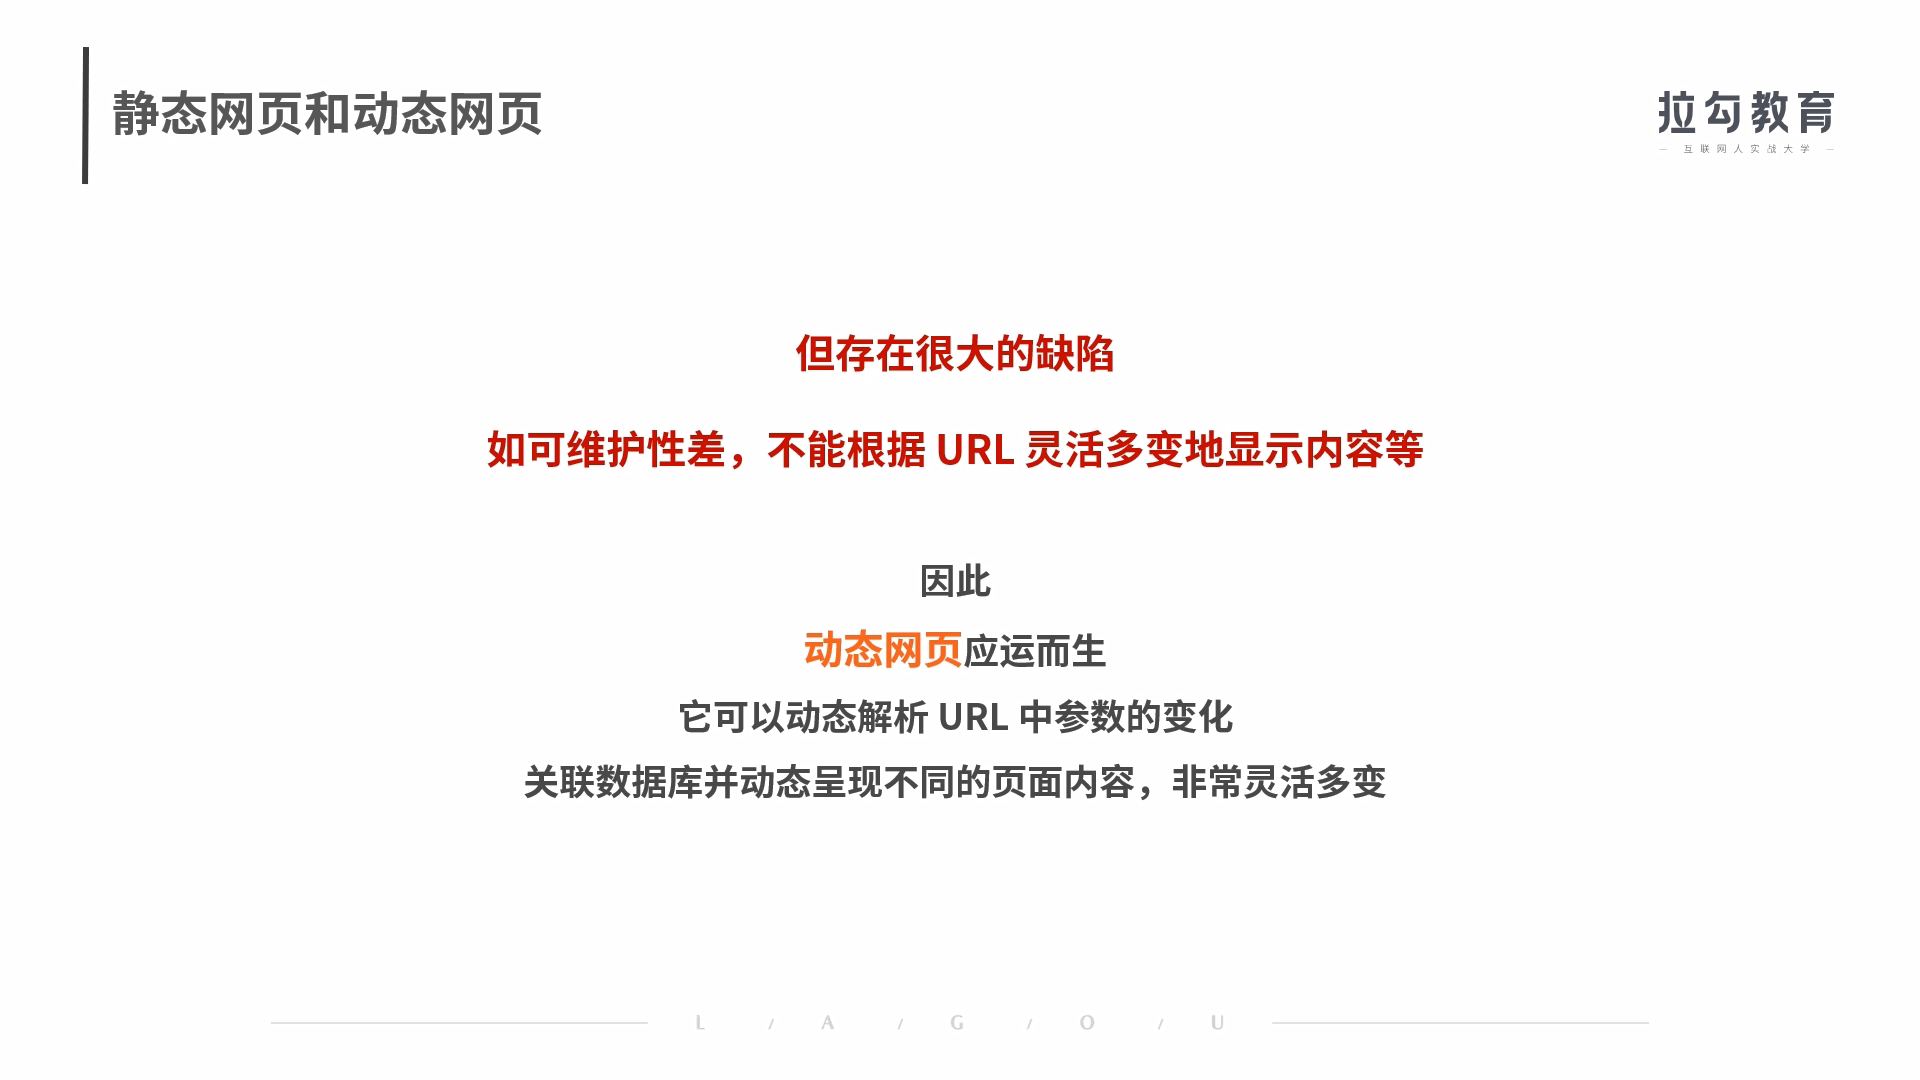 静态网页和动态网页
拉勾教育
— 互联网人实战大学 —
但存在很大的缺陷
如可维护性差，不能根据 URL 灵活多变地显示内容等
因此
动态网页应运而生
它可以动态解析 URL 中参数的变化
关联数据库并动态呈现不同的页面内容，非常灵活多变
L / A / G / O / U